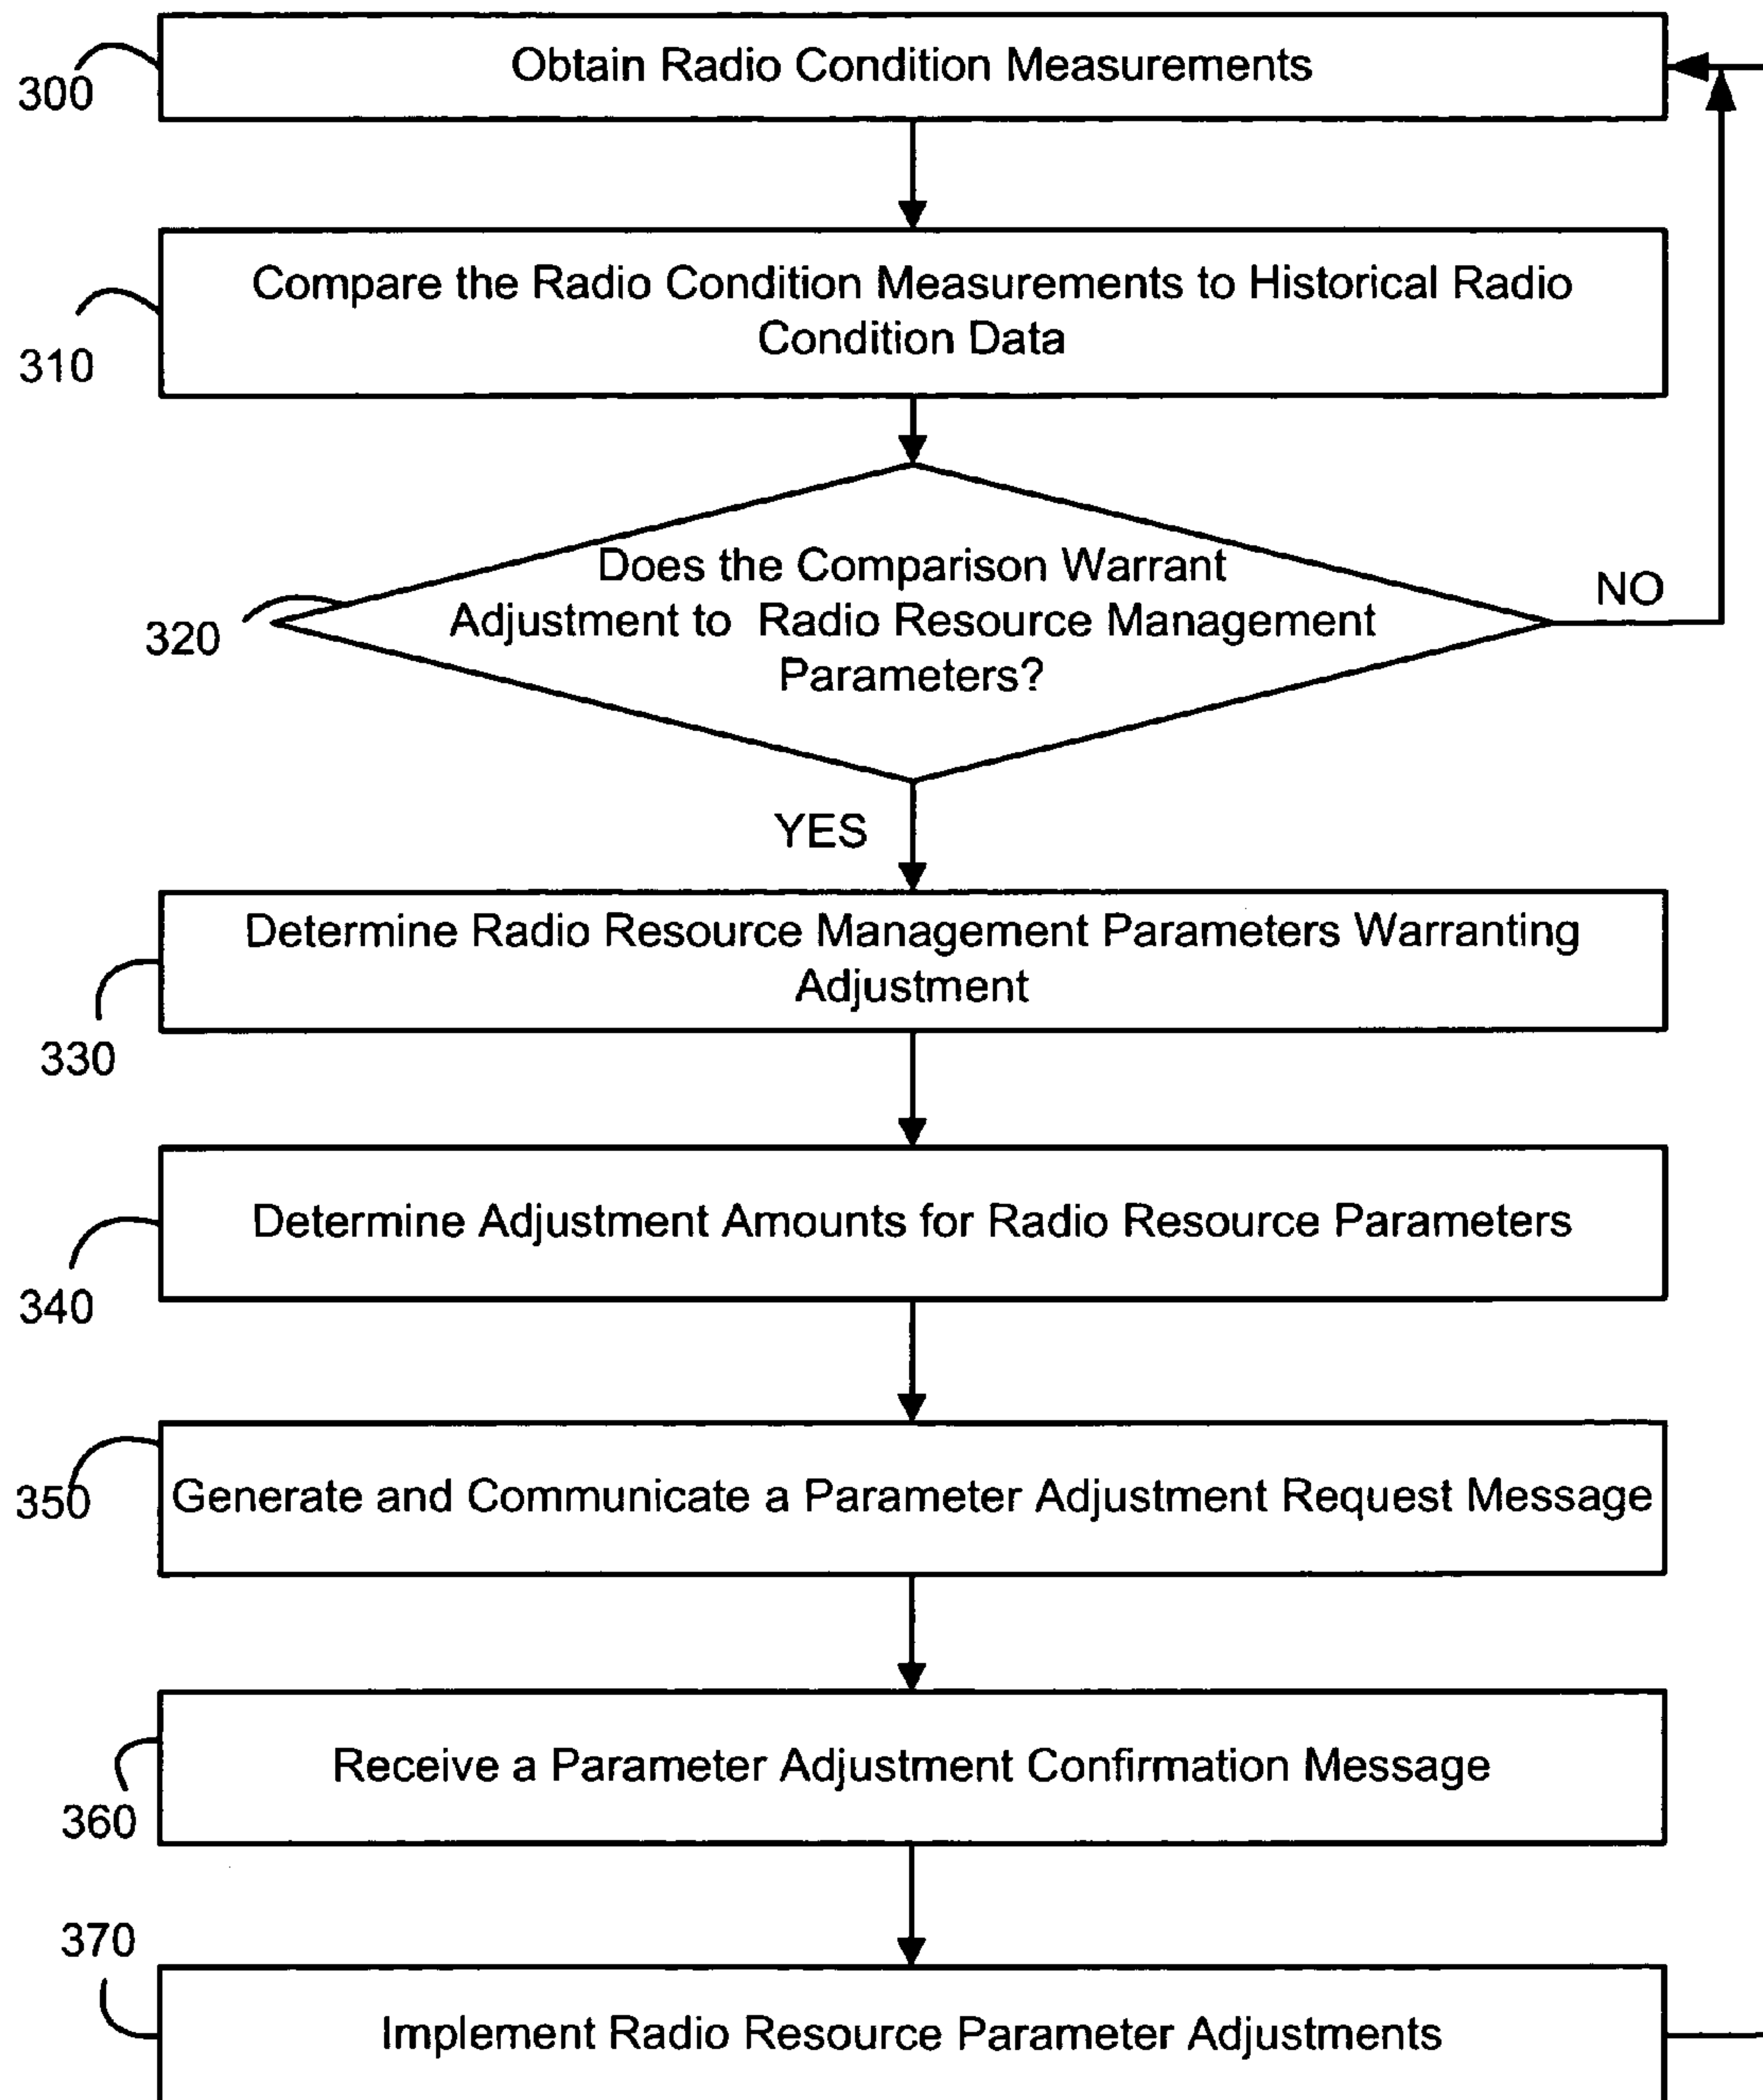 Obtain Radio Condition Measurements
300
Compare the Radio Condition Measurements to Historical Radio
Condition Data
310
Does the Comparison Warrant
Adjustment to Radio Resource Management
Parameters?
NO
320
YES
Determine Radio Resource Management Parameters Warranting
Adjustment
330
Determine Adjustment Amounts for Radio Resource Parameters
340
Generate and Communicate a Parameter Adjustment Request Message
350
Receive a Parameter Adjustment Confirmation Message
360
370
Implement Radio Resource Parameter Adjustments